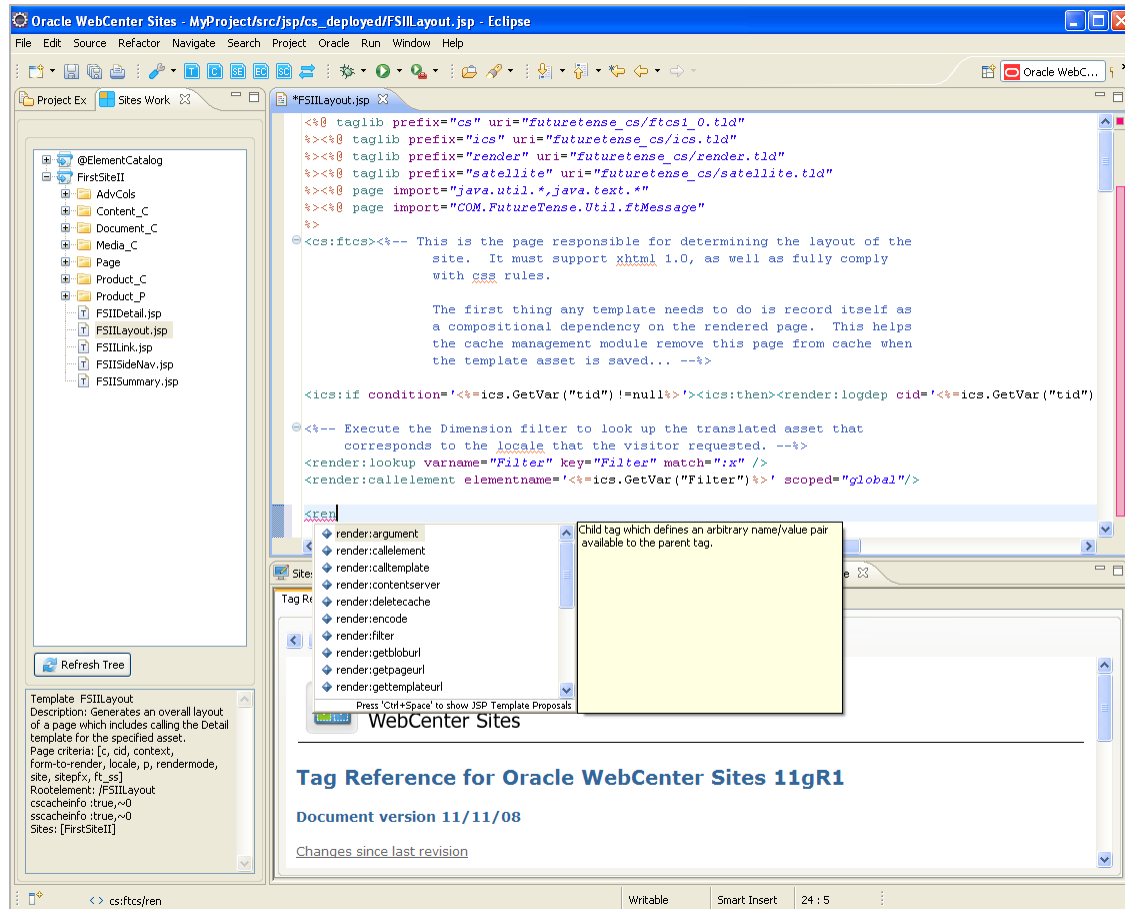 Oracle WebCenter Sites - MyProject/src/jsp/cs_deployed/FSIILayout.jsp - Eclipse
File Edit Source Refactor Navigate Search Project Oracle Run Window Help
T C SE EC SC
Oracle WebC...
Project Ex Sites Work
*FSIILayout.jsp
@ElementCatalog
FirstSiteII
AdvCols
Content_C
Document_C
Media_C
Page
Product_C
Product_P
FSIIDetail.jsp
FSIILayout.jsp
FSIILink.jsp
FSIISideNav.jsp
FSIISummary.jsp
Refresh Tree
Template FSIILayout
Description: Generates an overall layout
of a page which includes calling the Detail
template for the specified asset.
Page criteria: [c, cid, context,
form-to-render, locale, p, rendermode,
site, sitepfx, ft_ss]
Rootelement: /FSIILayout
cscacheinfo :true,~0
sscacheinfo :true,~0
Sites: [FirstSiteII]
<%@ taglib prefix="cs" uri="futuretense_cs/ftcs1_0.tld"
%><%@ taglib prefix="ics" uri="futuretense_cs/ics.tld"
%><%@ taglib prefix="render" uri="futuretense_cs/render.tld"
%><%@ taglib prefix="satellite" uri="futuretense_cs/satellite.tld"
%><%@ page import="java.util.*,java.text.*"
%><%@ page import="COM.FutureTense.Util.ftMessage"
%>
<cs:ftcs><%-- This is the page responsible for determining the layout of the
site. It must support xhtml 1.0, as well as fully comply
with css rules.
The first thing any template needs to do is record itself as
a compositional dependency on the rendered page. This helps
the cache management module remove this page from cache when
the template asset is saved... --%>
<ics:if condition='<%=ics.GetVar("tid")!=null%>'><ics:then><render:logdep cid='<%=ics.GetVar("tid")
<%-- Execute the Dimension filter to look up the translated asset that
corresponds to the locale that the visitor requested. --%>
<render:lookup varname="Filter" key="Filter" match=":x" />
<render:callelement elementname='<%=ics.GetVar("Filter")%>' scoped="global"/>
<ren
render:argument
render:callelement
render:calltemplate
render:contentserver
render:deletecache
render:encode
render:filter
render:getbloburl
render:getpageurl
render:gettemplateurl
Press 'Ctrl+Space' to show JSP Template Proposals
Child tag which defines an arbitrary name/value pair
available to the parent tag.
Sites
Tag Re
WebCenter Sites
Tag Reference for Oracle WebCenter Sites 11gR1
Document version 11/11/08
Changes since last revision
cs:ftcs/ren
Writable
Smart Insert
24 : 5